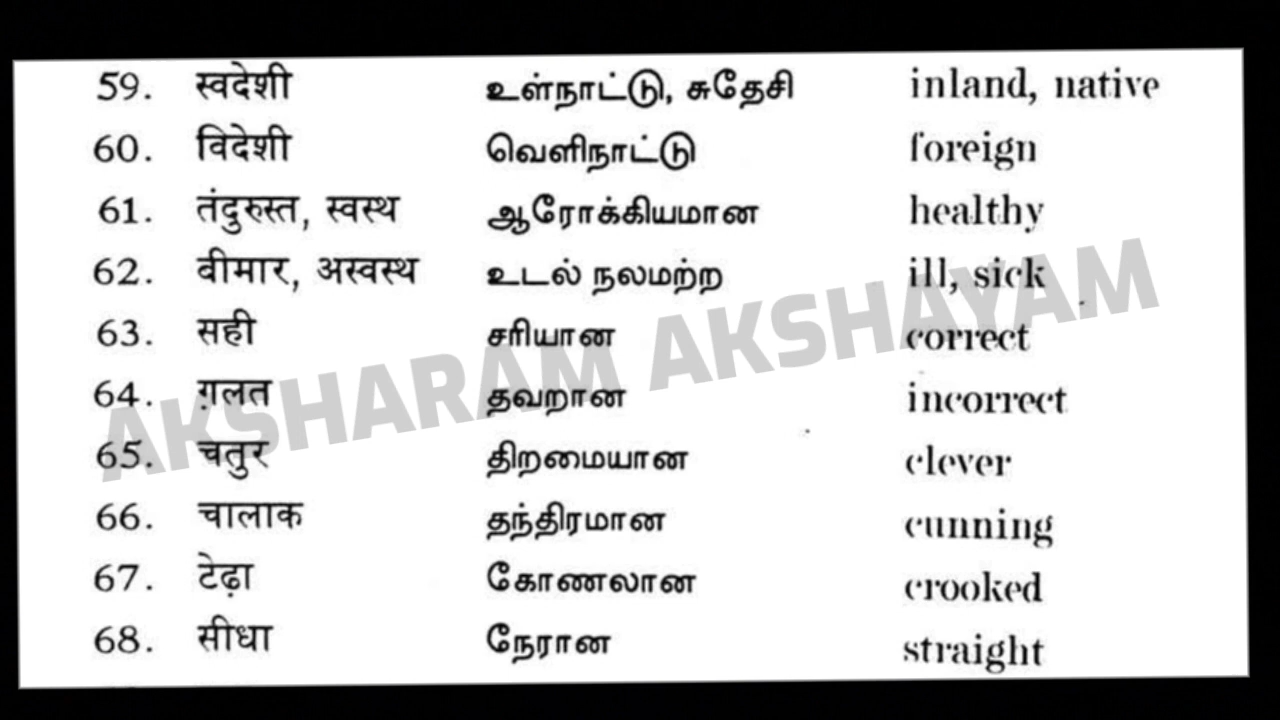 59. स्वदेशी உள்நாட்டு, சுதேசி inland, native
60. विदेशी வெளிநாட்டு foreign
61. तंदुरुस्त, स्वस्थ ஆரோக்கியமான healthy
62. बीमार, अस्वस्थ உடல் நலமற்ற ill, sick
63. सही சரியான correct
64. ग़लत தவறான incorrect
65. चतुर திறமையான clever
66. चालाक தந்திரமான cunning
67. टेढ़ा கோணலான crooked
68. सीधा நேரான straight
AKSHARAM AKSHAYAM